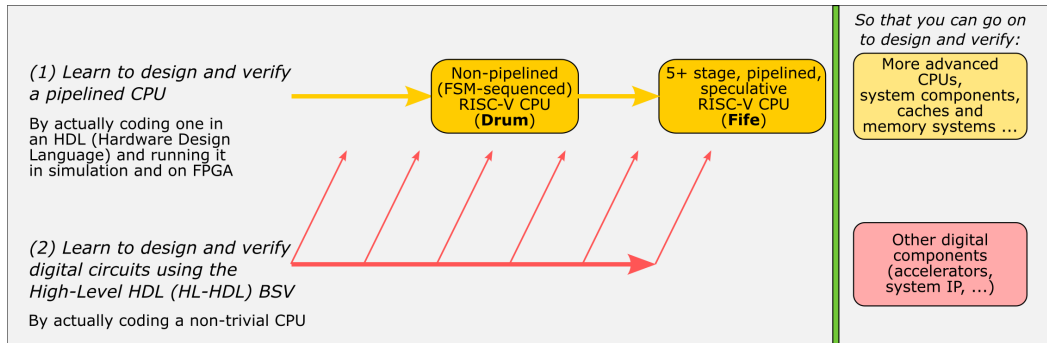 (1) Learn to design and verify
a pipelined CPU
By actually coding one in
an HDL (Hardware Design
Language) and running it
in simulation and on FPGA
Non-pipelined
(FSM-sequenced)
RISC-V CPU
(Drum)
5+ stage, pipelined,
speculative
RISC-V CPU
(Fife)
(2) Learn to design and verify
digital circuits using the
High-Level HDL (HL-HDL) BSV
By actually coding a non-trivial CPU
So that you can go on
to design and verify:
More advanced
CPUs,
system components,
caches and
memory systems ...
Other digital
components
(accelerators,
system IP, ...)